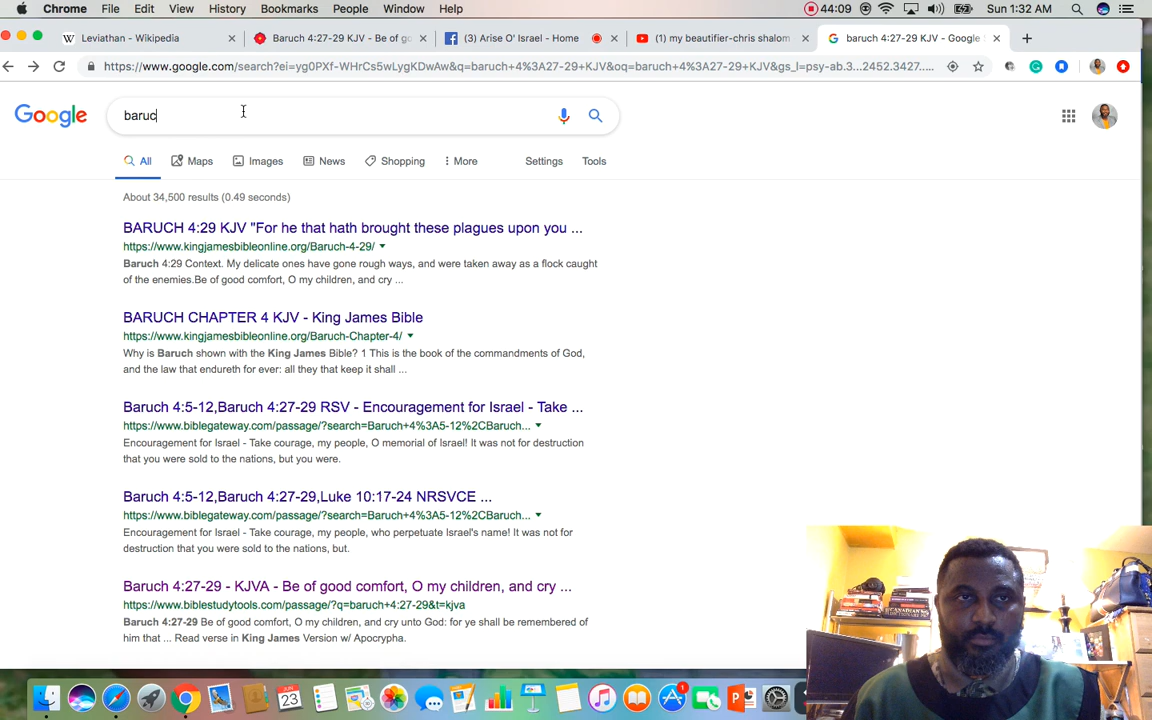 Chrome File Edit View History Bookmarks People Window Help 44:09 Sun 1:32 AM
W Leviathan - Wikipedia Baruch 4:27-29 KJV - Be of go (3) Arise O' Israel - Home (1) my beautifier-chris shalom baruch 4:27-29 KJV - Google S
https://www.google.com/search?ei=yg0PXf-WHrCs5wLygKDwAw&q=baruch+4%3A27-29+KJV&oq=baruch+4%3A27-29+KJV&gs_l=psy-ab.3...2452.3427....
Google baruc
All Maps Images News Shopping More Settings Tools
About 34,500 results (0.49 seconds)
BARUCH 4:29 KJV "For he that hath brought these plagues upon you ...
https://www.kingjamesbibleonline.org/Baruch-4-29/
Baruch 4:29 Context. My delicate ones have gone rough ways, and were taken away as a flock caught
of the enemies.Be of good comfort, O my children, and cry ...
BARUCH CHAPTER 4 KJV - King James Bible
https://www.kingjamesbibleonline.org/Baruch-Chapter-4/
Why is Baruch shown with the King James Bible? 1 This is the book of the commandments of God,
and the law that endureth for ever: all they that keep it shall ...
Baruch 4:5-12,Baruch 4:27-29 RSV - Encouragement for Israel - Take ...
https://www.biblegateway.com/passage/?search=Baruch+4%3A5-12%2CBaruch...
Encouragement for Israel - Take courage, my people, O memorial of Israel! It was not for destruction
that you were sold to the nations, but you were.
Baruch 4:5-12,Baruch 4:27-29,Luke 10:17-24 NRSVCE ...
https://www.biblegateway.com/passage/?search=Baruch+4%3A5-12%2CBaruch...
Encouragement for Israel - Take courage, my people, who perpetuate Israel's name! It was not for
destruction that you were sold to the nations, but.
Baruch 4:27-29 - KJVA - Be of good comfort, O my children, and cry ...
https://www.biblestudytools.com/passage/?q=baruch+4:27-29&t=kjva
Baruch 4:27-29 Be of good comfort, O my children, and cry unto God: for ye shall be remembered of
him that ... Read verse in King James Version w/ Apocrypha.
JUN
23
1